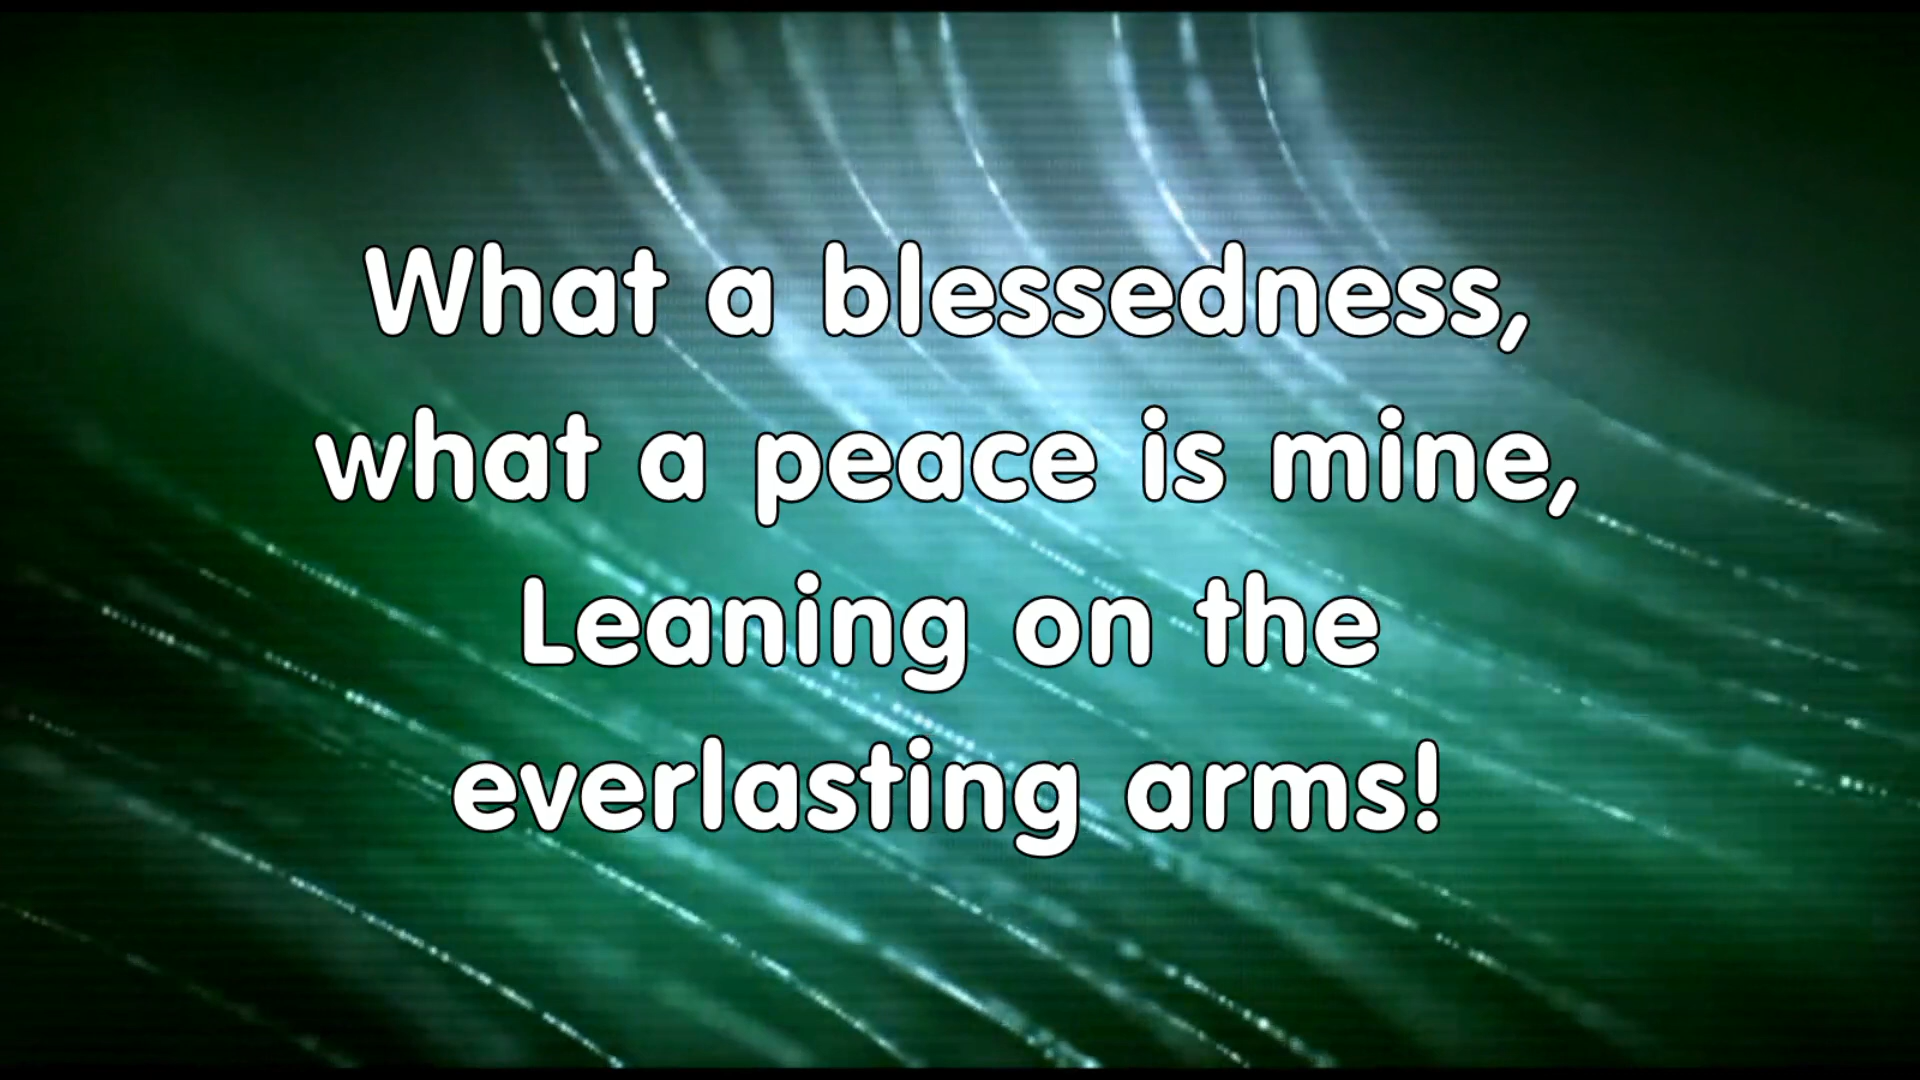 What a blessedness,
what a peace is mine,
Leaning on the
everlasting arms!